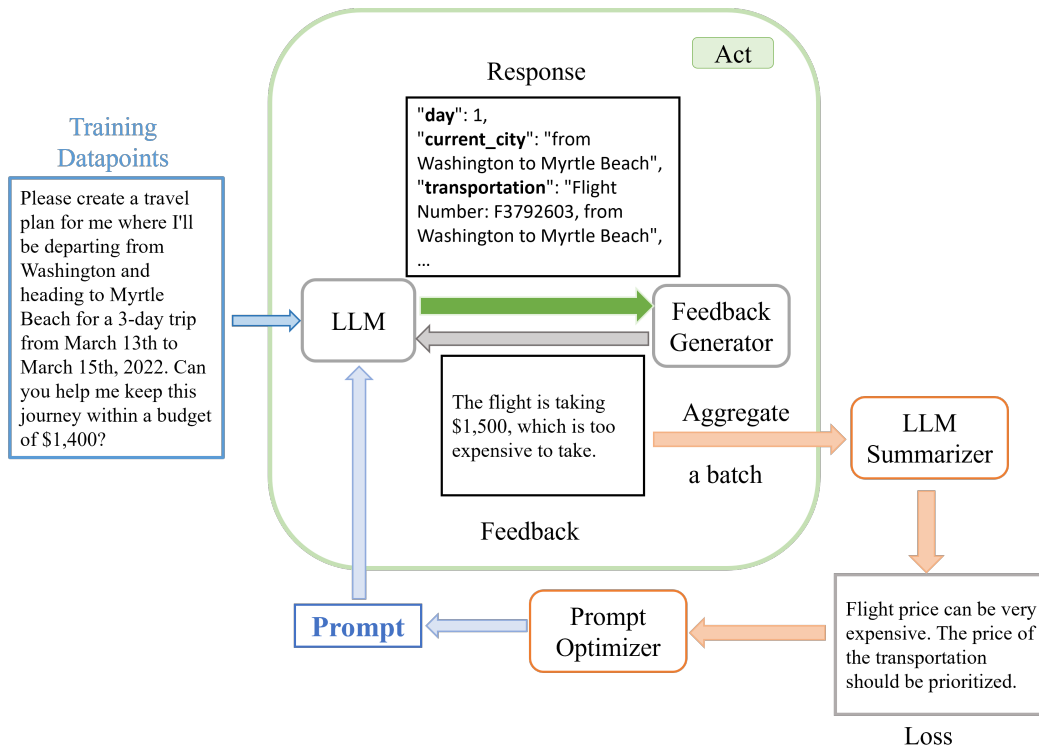 Act
Response
"day": 1,
"current_city": "from
Washington to Myrtle Beach",
"transportation": "Flight
Number: F3792603, from
Washington to Myrtle Beach",
...
Training
Datapoints
Please create a travel
plan for me where I'll
be departing from
Washington and
heading to Myrtle
Beach for a 3-day trip
from March 13th to
March 15th, 2022. Can
you help me keep this
journey within a budget
of $1,400?
LLM
Feedback
Generator
The flight is taking
$1,500, which is too
expensive to take.
Feedback
Aggregate
a batch
LLM
Summarizer
Flight price can be very
expensive. The price of
the transportation
should be prioritized.
Loss
Prompt
Optimizer
Prompt